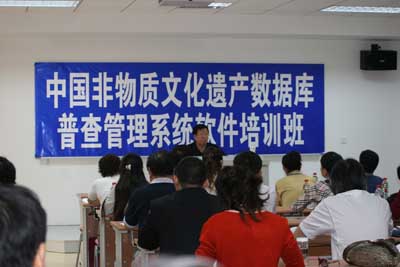 中国非物质文化遗产数据库
普查管理系统软件培训班